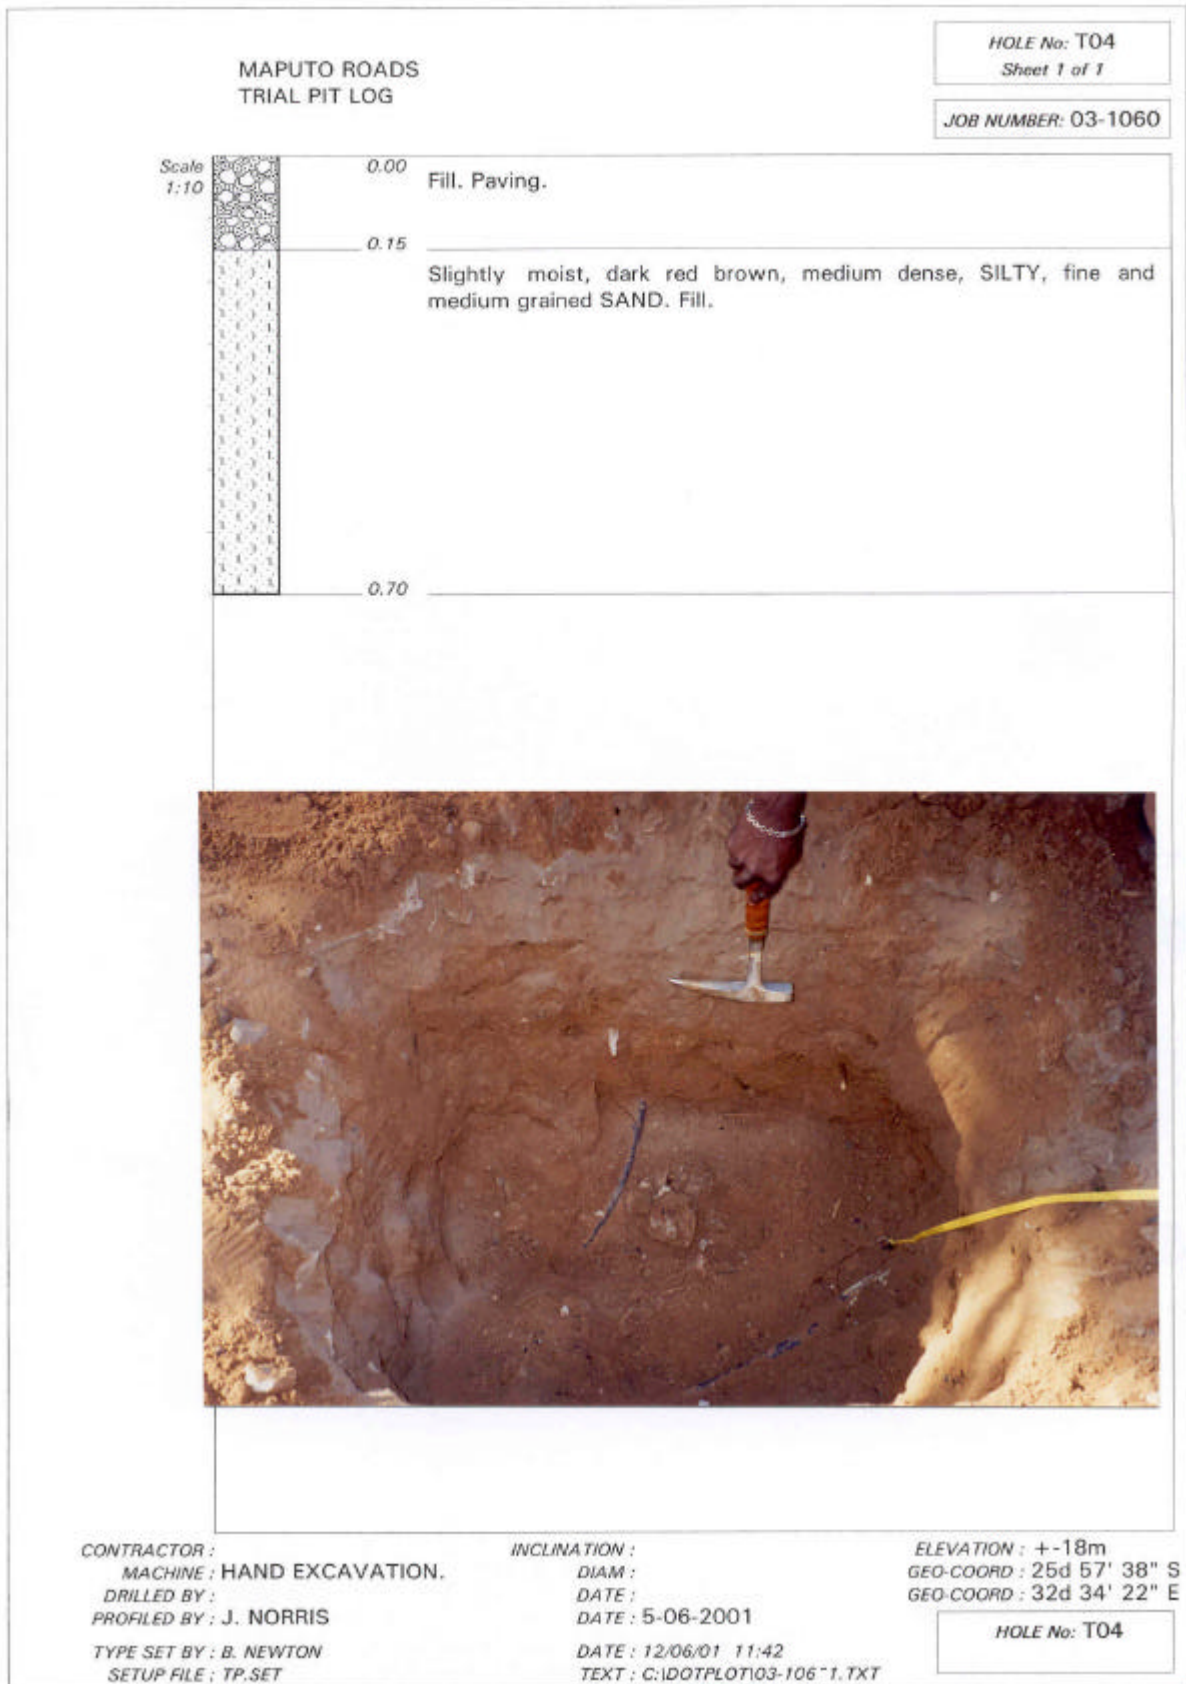 MAPUTO ROADS
TRIAL PIT LOG
HOLE No: T04
Sheet 1 of 1
JOB NUMBER: 03-1060
Scale
1:10
0.00
Fill. Paving.
0.15
Slightly moist, dark red brown, medium dense, SILTY, fine and
medium grained SAND. Fill.
0.70
CONTRACTOR :
MACHINE : HAND EXCAVATION.
DRILLED BY :
PROFILED BY : J. NORRIS
TYPE SET BY : B. NEWTON
SETUP FILE : TP.SET
INCLINATION :
DIAM :
DATE :
DATE : 5-06-2001
DATE : 12/06/01 11:42
TEXT : C:\DOTPLOT\03-106~1.TXT
ELEVATION : +-18m
GEO-COORD : 25d 57' 38" S
GEO-COORD : 32d 34' 22" E
HOLE No: T04